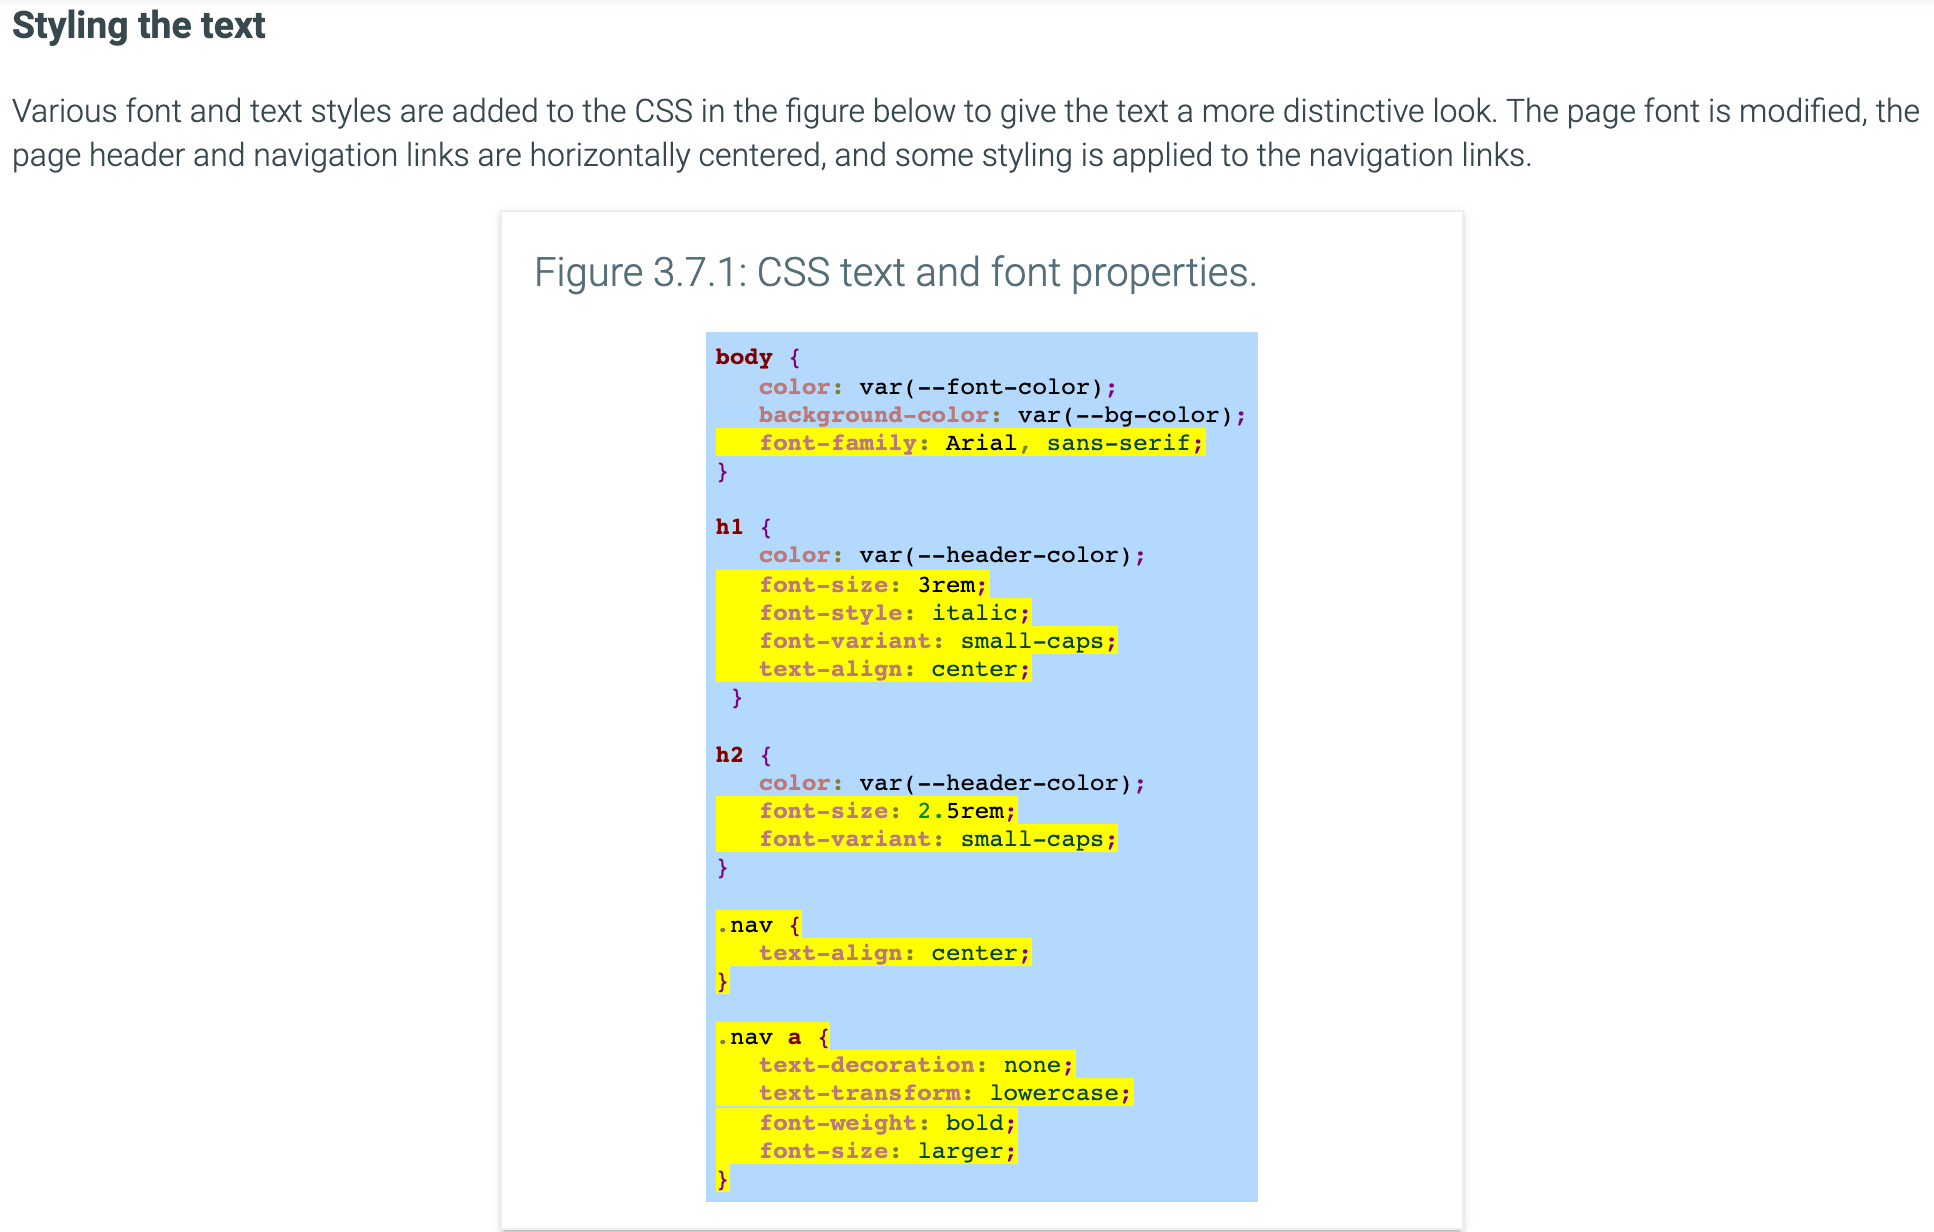 Styling the text
Various font and text styles are added to the CSS in the figure below to give the text a more distinctive look. The page font is modified, the
page header and navigation links are horizontally centered, and some styling is applied to the navigation links.
Figure 3.7.1: CSS text and font properties.
body {
   color: var(--font-color);
   background-color: var(--bg-color);
   font-family: Arial, sans-serif;
}
h1 {
   color: var(--header-color);
   font-size: 3rem;
   font-style: italic;
   font-variant: small-caps;
   text-align: center;
 }
h2 {
   color: var(--header-color);
   font-size: 2.5rem;
   font-variant: small-caps;
}
.nav {
   text-align: center;
}
.nav a {
   text-decoration: none;
   text-transform: lowercase;
   font-weight: bold;
   font-size: larger;
}